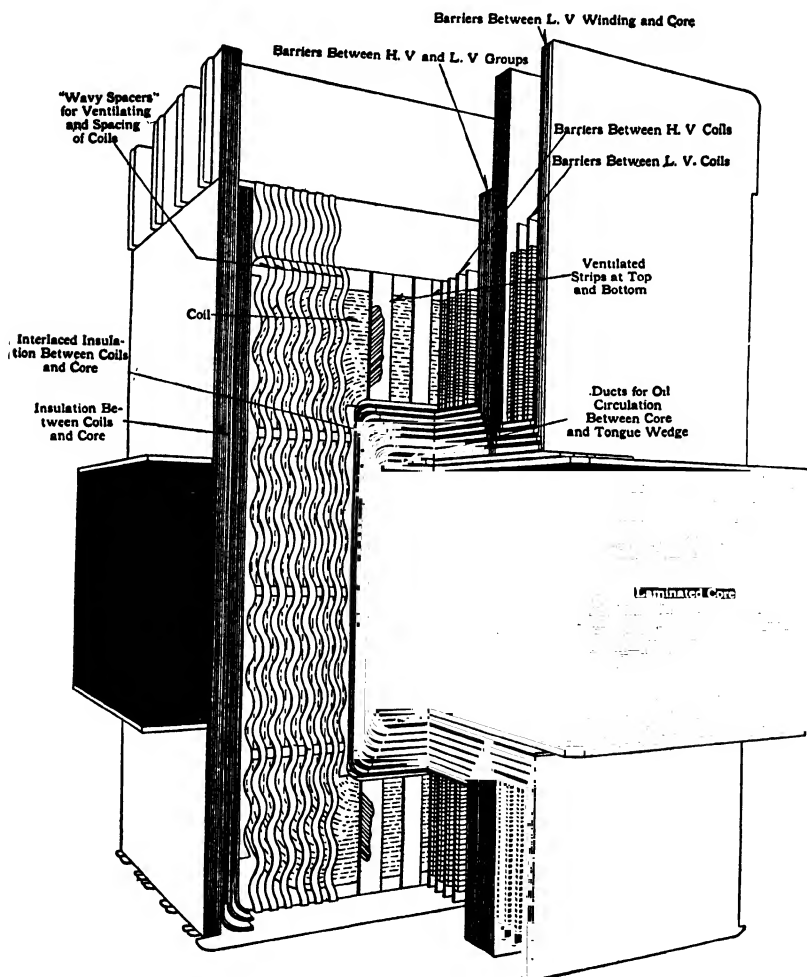 Barriers Between L. V Winding and Core
Barriers Between H. V and L. V Groups
"Wavy Spacers"
for Ventilating
and Spacing
of Coils
Barriers Between H. V Coils
Barriers Between L. V. Coils
Ventilated
Strips at Top
and Bottom
Coil
Interlaced Insula-
tion Between Coils
and Core
Insulation Be-
tween Coils
and Core
Ducts for Oil
Circulation
Between Core
and Tongue Wedge
Laminated Core